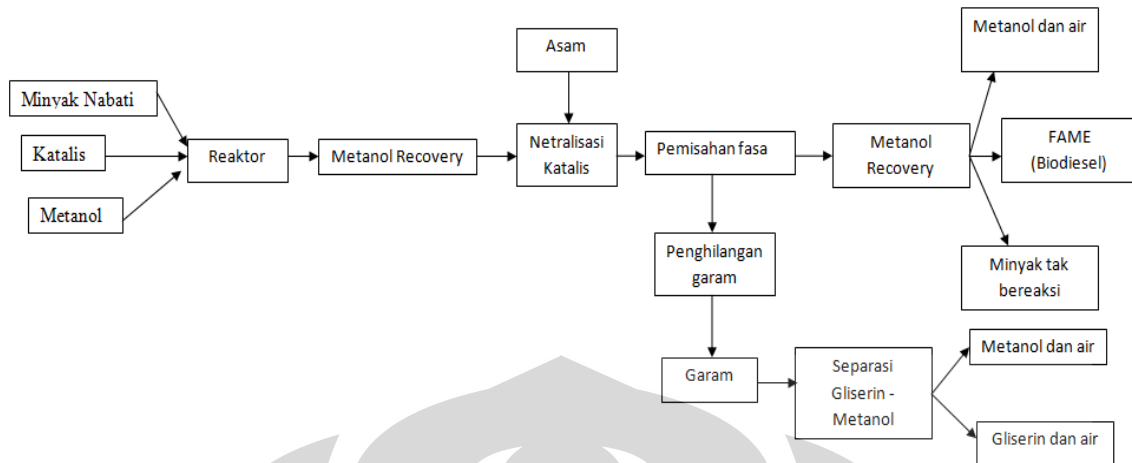 Asam
Metanol dan air
Minyak Nabati
Katalis
Metanol
Reaktor
Metanol Recovery
Netralisasi
Katalis
Pemisahan fasa
Metanol
Recovery
FAME
(Biodiesel)
Penghilangan
garam
Minyak tak
bereaksi
Garam
Separasi
Gliserin -
Metanol
Metanol dan air
Gliserin dan air